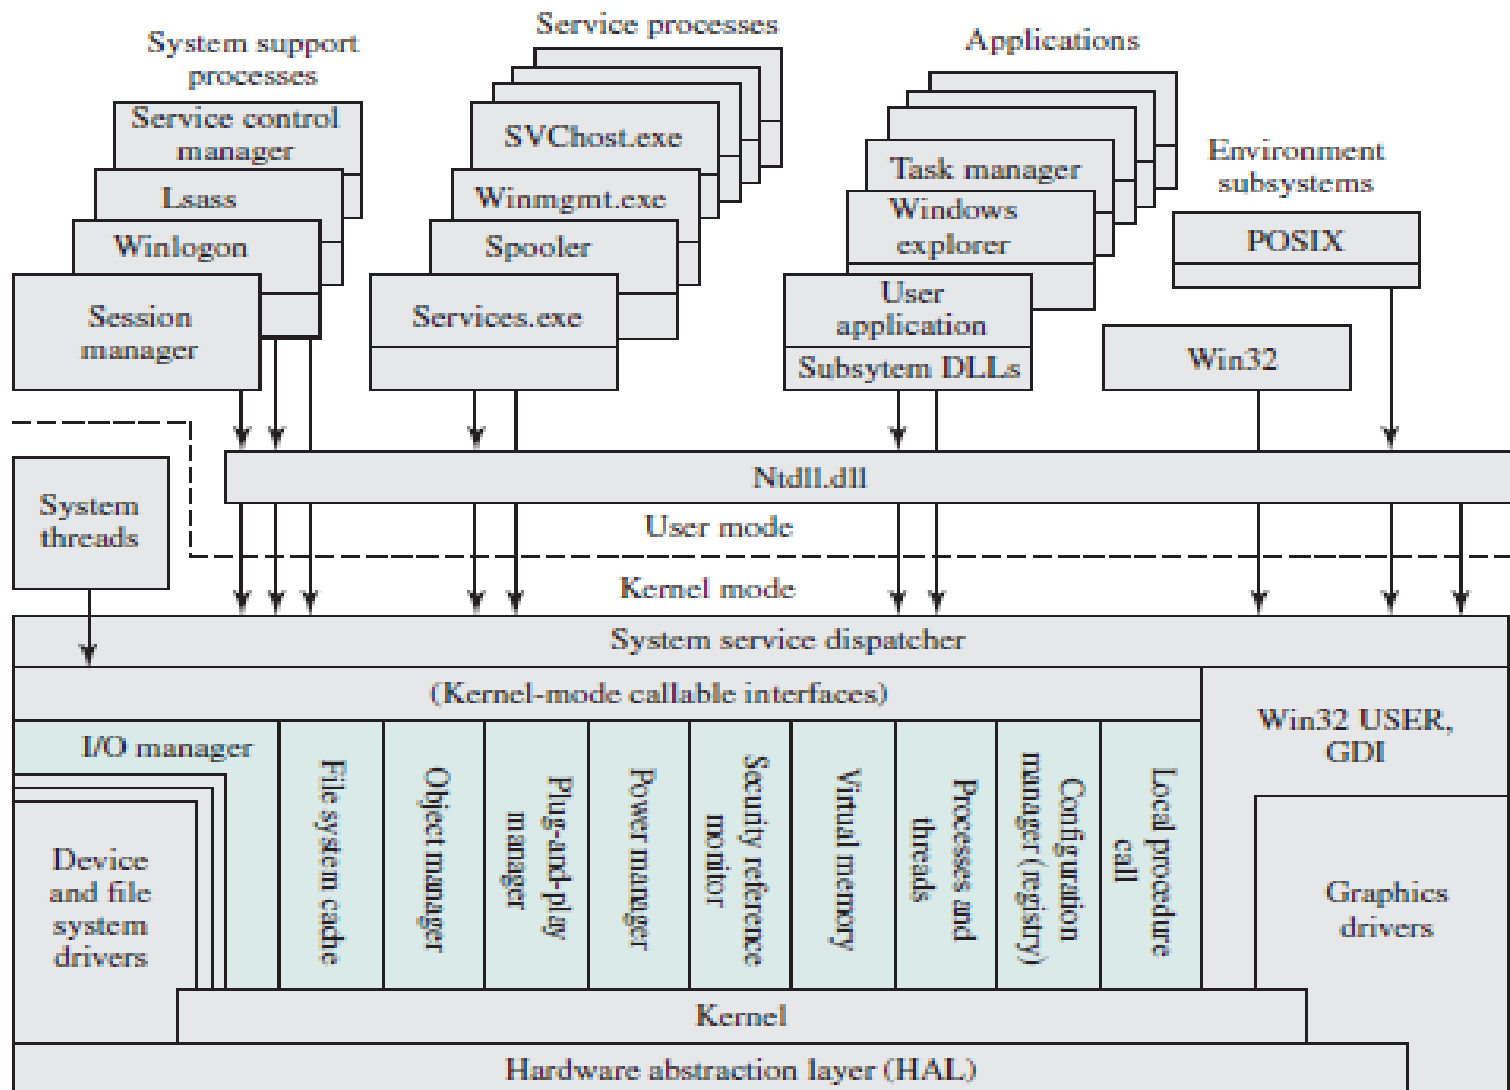 System support
processes
Service processes
Applications
Environment
subsystems
Service control
manager
Lsass
Winlogon
Session
manager
SVChost.exe
Winmgmt.exe
Spooler
Services.exe
Task manager
Windows
explorer
User
application
Subsytem DLLs
POSIX
Win32
Ntdll.dll
System
threads
User mode
Kernel mode
System service dispatcher
(Kernel-mode callable interfaces)
Win32 USER,
GDI
I/O manager
Device
and file
system
drivers
File system cache
Object manager
Plug-and-play
manager
Power manager
Security reference
monitor
Virtual memory
Processes and
threads
Configuration
manager (registry)
Local procedure
call
Graphics
drivers
Kernel
Hardware abstraction layer (HAL)